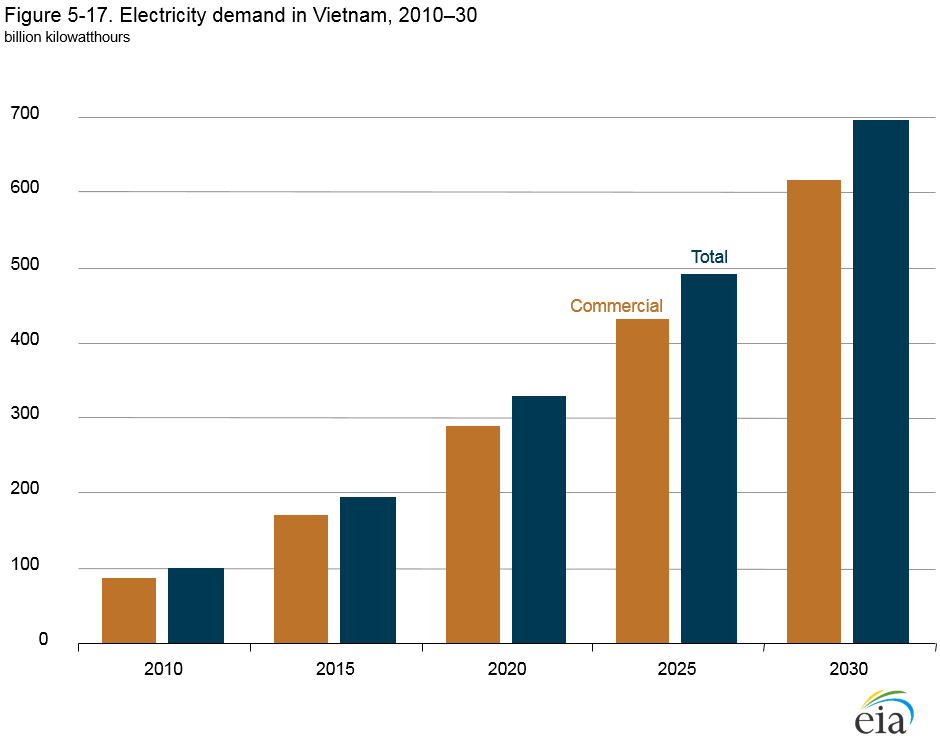 Figure 5-17. Electricity demand in Vietnam, 2010–30
billion kilowatthours
700
600
500
Total
Commercial
400
300
200
100
0
2010 2015 2020 2025 2030
eia